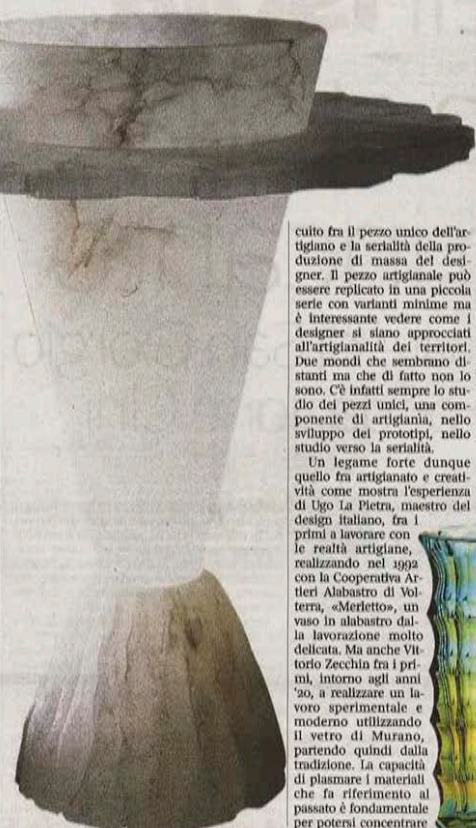 cuito fra il pezzo unico dell'ar-
tigiano e la serialità della pro-
duzione di massa del desi-
gner. Il pezzo artigianale può
essere replicato in una piccola
serie con varianti minime ma
è interessante vedere come i
designer si siano approcciati
all'artigianalità dei territori.
Due mondi che sembrano di-
stanti ma che di fatto non lo
sono. C'è infatti sempre lo stu-
dio dei pezzi unici, una com-
ponente di artigianìa, nello
sviluppo dei prototipi, nello
studio verso la serialità.
Un legame forte dunque
quello fra artigianato e creati-
vità come mostra l'esperienza
di Ugo La Pietra, maestro del
design italiano, fra i
primi a lavorare con
le realtà artigiane,
realizzando nel 1992
con la Cooperativa Ar-
tieri Alabastro di Vol-
terra, «Merletto», un
vaso in alabastro dal-
la lavorazione molto
delicata. Ma anche Vit-
torio Zecchin fra i pri-
mi, intorno agli anni
'20, a realizzare un la-
voro sperimentale e
moderno utilizzando
il vetro di Murano,
partendo quindi dalla
tradizione. La capacità
di plasmare i materiali
che fa riferimento al
passato è fondamentale
per potersi concentrare